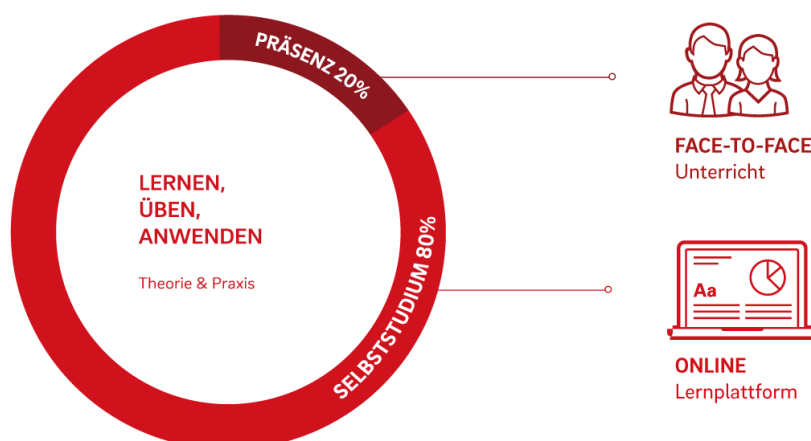 PRÄSENZ 20%
LERNEN,
ÜBEN,
ANWENDEN
Theorie & Praxis
SELBSTSTUDIUM 80%
FACE-TO-FACE
Unterricht
Aa
ONLINE
Lernplattform